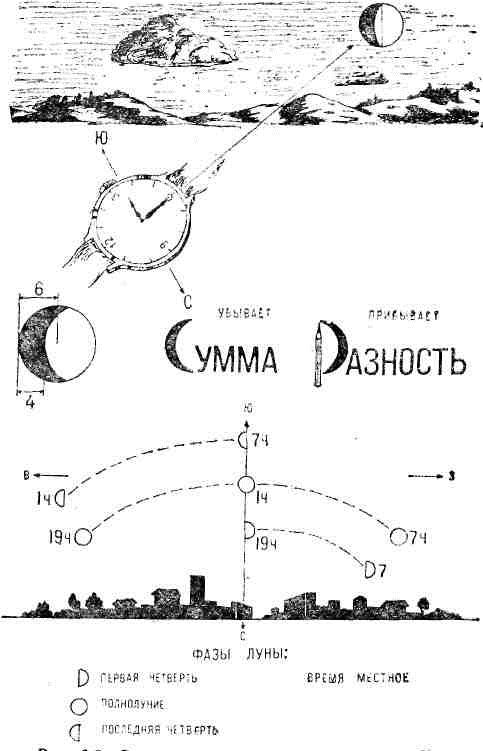 Ю
С
6
4
УБЫВАЕТ
СУММА
ПРИБЫВАЕТ
РАЗНОСТЬ
Ю
7Ч
В
З
1Ч
1Ч
19Ч
19Ч
7Ч
7
С
ФАЗЫ ЛУНЫ:
ПЕРВАЯ ЧЕТВЕРТЬ
ВРЕМЯ МЕСТНОЕ
ПОЛНОЛУНИЕ
ПОСЛЕДНЯЯ ЧЕТВЕРТЬ